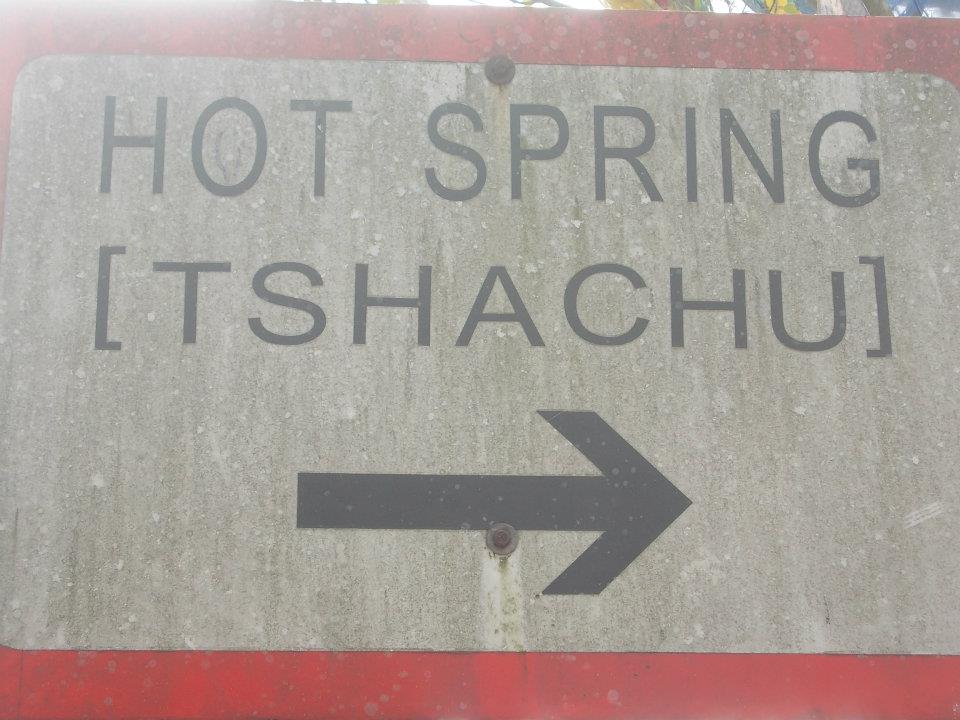 HOT SPRING
[TSHACHU]